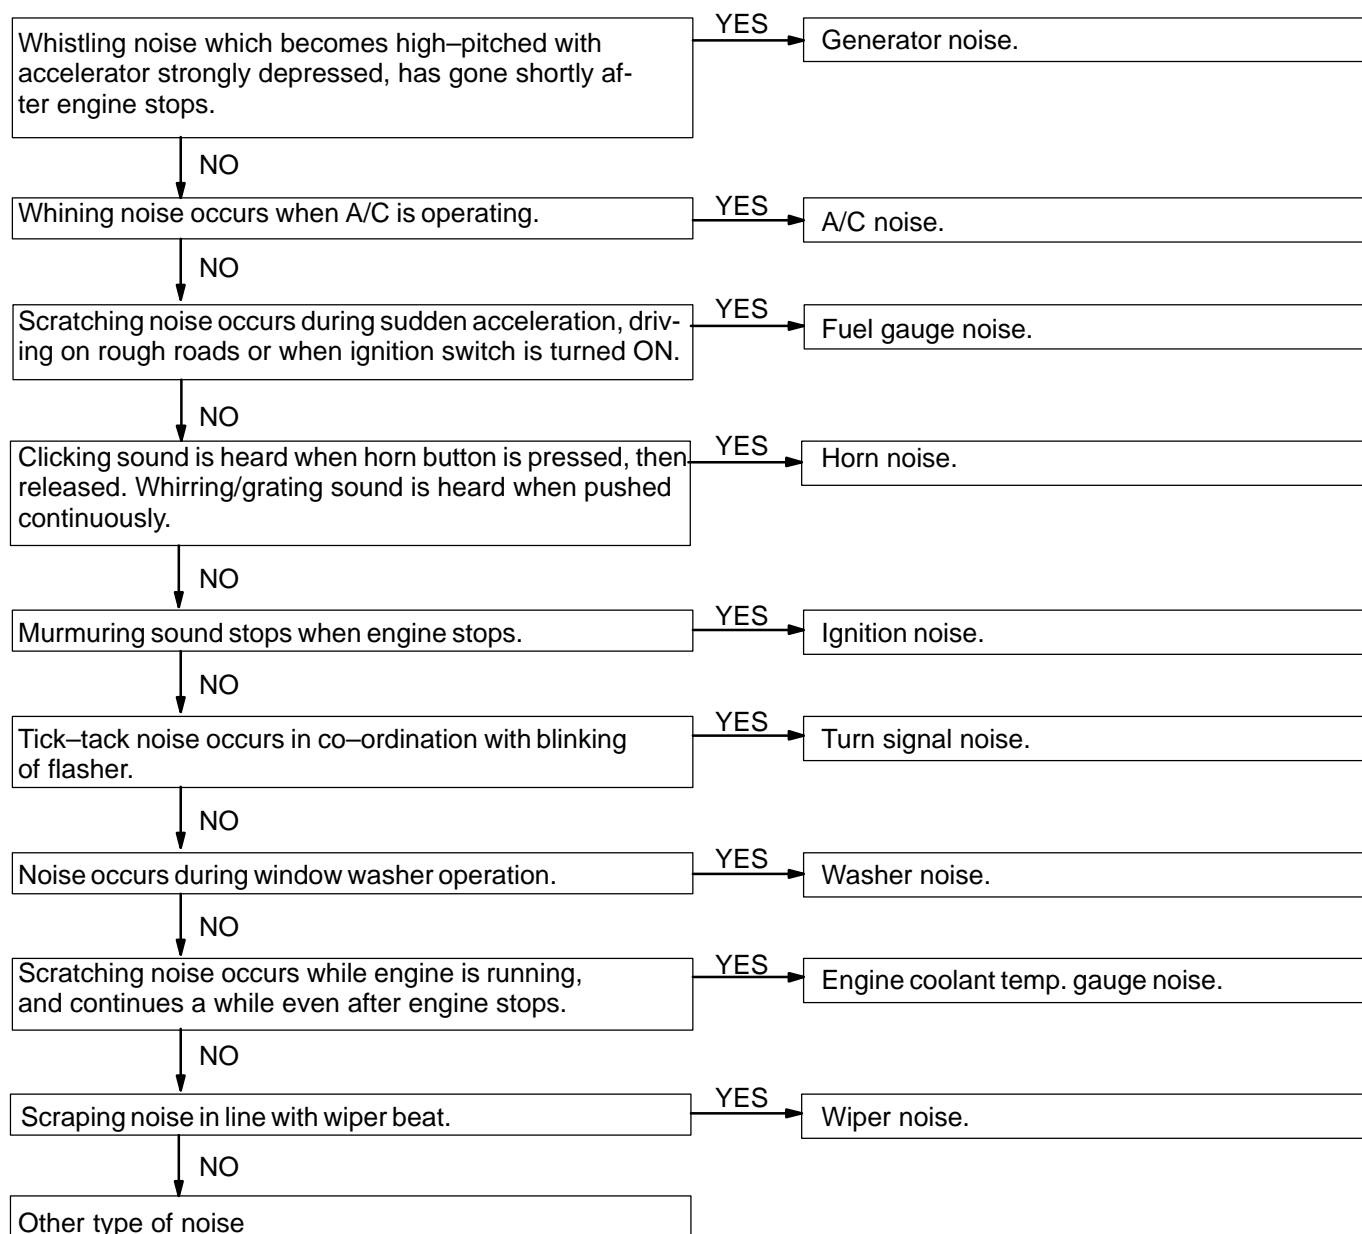 Whistling noise which becomes high–pitched with
accelerator strongly depressed, has gone shortly af-
ter engine stops.
YES
Generator noise.
NO
Whining noise occurs when A/C is operating.
YES
A/C noise.
NO
Scratching noise occurs during sudden acceleration, driv-
ing on rough roads or when ignition switch is turned ON.
YES
Fuel gauge noise.
NO
Clicking sound is heard when horn button is pressed, then
released. Whirring/grating sound is heard when pushed
continuously.
YES
Horn noise.
NO
Murmuring sound stops when engine stops.
YES
Ignition noise.
NO
Tick–tack noise occurs in co–ordination with blinking
of flasher.
YES
Turn signal noise.
NO
Noise occurs during window washer operation.
YES
Washer noise.
NO
Scratching noise occurs while engine is running,
and continues a while even after engine stops.
YES
Engine coolant temp. gauge noise.
NO
Scraping noise in line with wiper beat.
YES
Wiper noise.
NO
Other type of noise